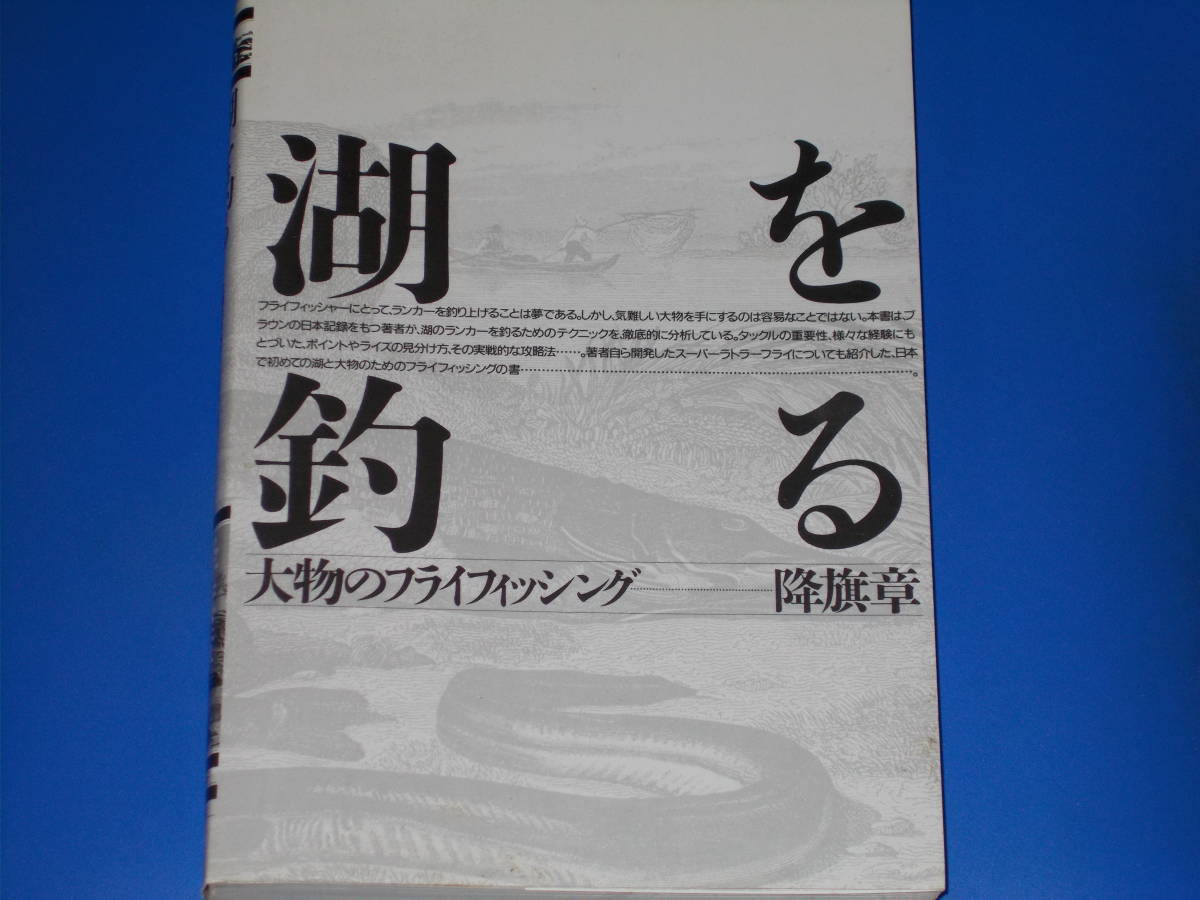 湖を
フライフィッシャーにとって、ランカーを釣り上げることは夢である。しかし、気難しい大物を手にするのは容易なことではない。本書は、ブ
ラウンの日本記録をもつ著者が、湖のランカーを釣るためのテクニックを、徹底的に分析している。タックルの重要性、様々な経験にも
とづいた、ポイントやライズの見分け方、その実戦的な攻略法……。著者自ら開発したスーパーラトラーフライについても紹介した、日本
で初めての湖と大物のためのフライフィッシングの書……………………………………………………………………。
釣る
大物のフライフィッシング……………降旗章